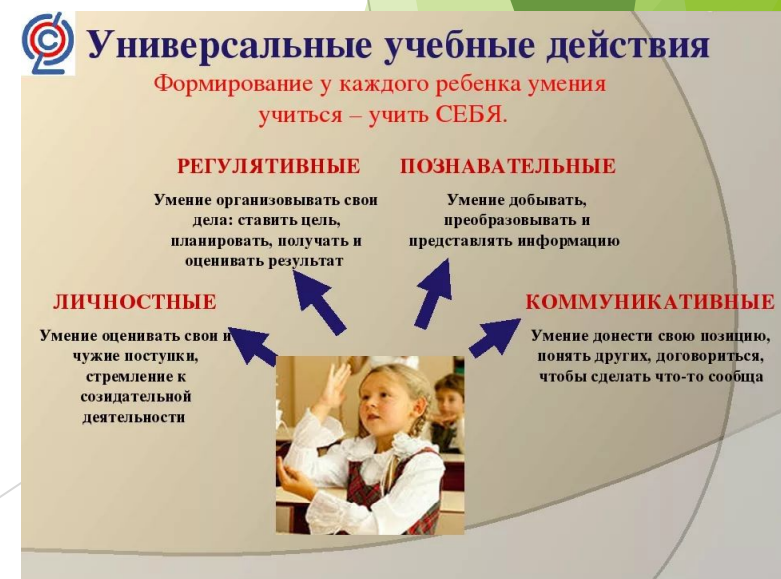 Универсальные учебные действия
Формирование у каждого ребенка умения
учиться – учить СЕБЯ.
РЕГУЛЯТИВНЫЕ
Умение организовывать свои
дела: ставить цель,
планировать, получать и
оценивать результат
ПОЗНАВАТЕЛЬНЫЕ
Умение добывать,
преобразовывать и
представлять информацию
ЛИЧНОСТНЫЕ
Умение оценивать свои и
чужие поступки,
стремление к
созидательной
деятельности
КОММУНИКАТИВНЫЕ
Умение донести свою позицию,
понять других, договориться,
чтобы сделать что-то сообща